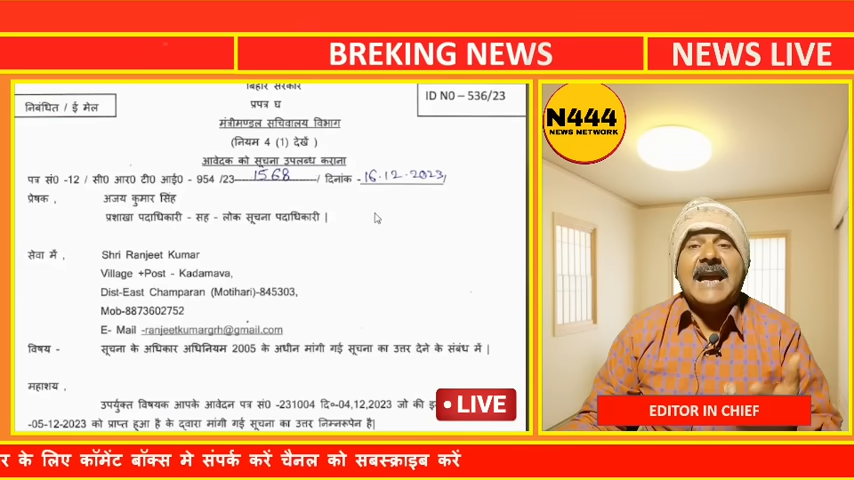 BREKING NEWS
NEWS LIVE
बिहार सरकार
प्रपत्र घ
निबंधित / ई मेल
ID N0 – 536/23
मंत्रीमण्डल सचिवालय विभाग
(नियम 4 (1) देखें )
आवेदक को सूचना उपलब्ध कराना
पत्र सं0 -12 / सी0 आर0 टी0 आई0 - 954 /23 1568 / दिनांक - 16.12.2023/
प्रेषक अजय कुमार सिंह
प्रशाखा पदाधिकारी - सह - लोक सूचना पदाधिकारी |
सेवा में , Shri Ranjeet Kumar
Village +Post - Kadamava,
Dist-East Champaran (Motihari)-845303,
Mob-8873602752
E- Mail -ranjeetkumargrh@gmail.com
विषय - सूचना के अधिकार अधिनियम 2005 के अधीन मांगी गई सूचना का उत्तर देने के संबंध में |
महाशय ,
उपर्युक्त विषयक आपके आवेदन पत्र सं0 -231004 दि०-04,12,2023 जो की
-05-12-2023 को प्राप्त हुआ है के द्वारा मांगी गई सूचना का उत्तर निम्नरूपेन है|
LIVE
N444
NEWS NETWORK
EDITOR IN CHIEF
र के लिए कॉमेंट बॉक्स मे संपर्क करें चैनल को सबस्क्राइब करें